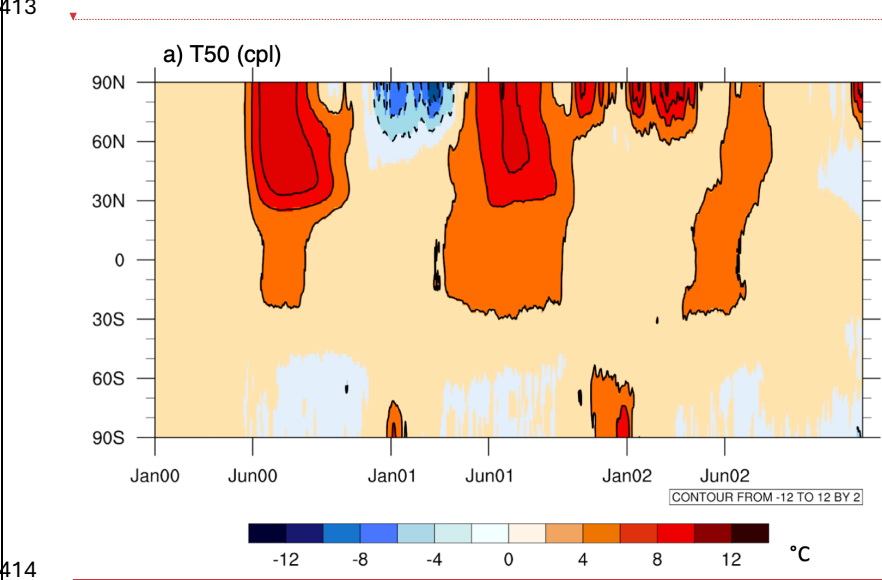 413
a) T50 (cpl)
90N
60N
30N
0
30S
60S
90S
Jan00 Jun00 Jan01 Jun01 Jan02 Jun02
CONTOUR FROM -12 TO 12 BY 2
-12 -8 -4 0 4 8 12 °C
414